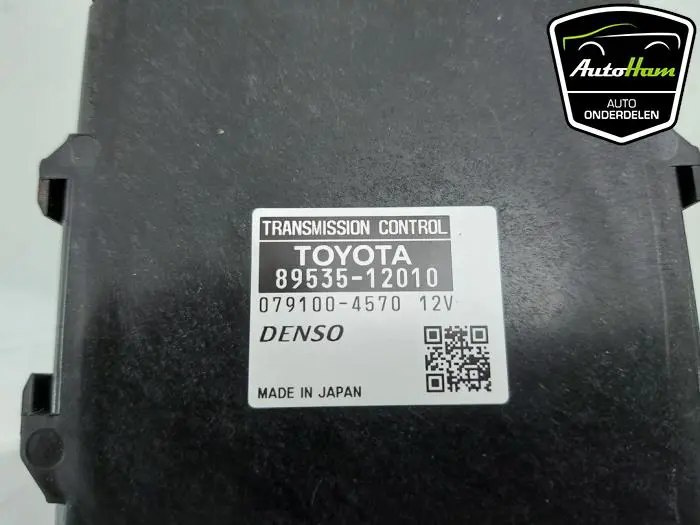 AutoHam
AUTO
ONDERDELEN
TRANSMISSION CONTROL
TOYOTA
89535-12010
079100-4570 12V
DENSO
MADE IN JAPAN